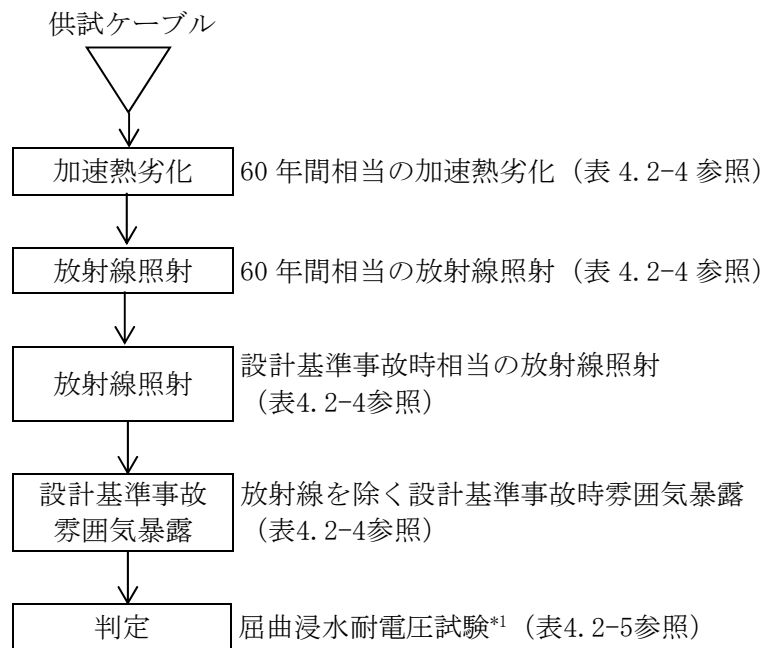 供試ケーブル
加速熱劣化 60 年間相当の加速熱劣化（表 4.2-4 参照）
放射線照射 60 年間相当の放射線照射（表 4.2-4 参照）
放射線照射
設計基準事故時相当の放射線照射
（表4.2-4参照）
設計基準事故
雰囲気暴露
放射線を除く設計基準事故時雰囲気暴露
（表4.2-4参照）
判定 屈曲浸水耐電圧試験*1（表4.2-5参照）